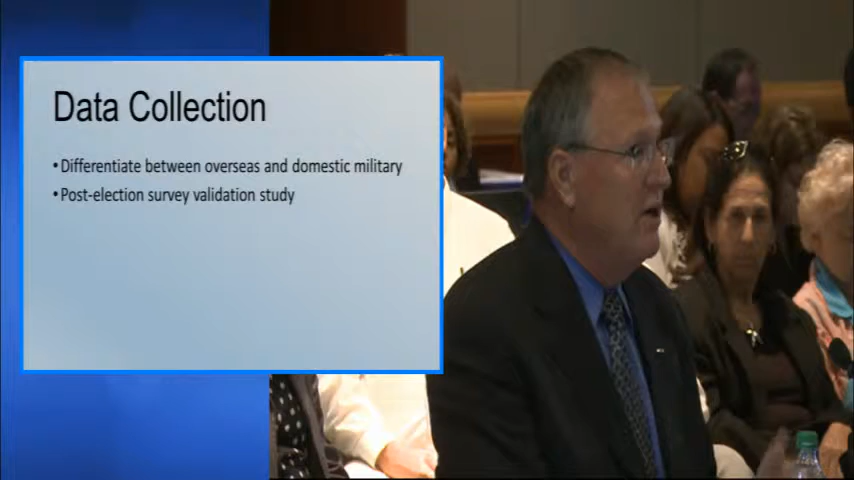 Data Collection
• Differentiate between overseas and domestic military
• Post-election survey validation study